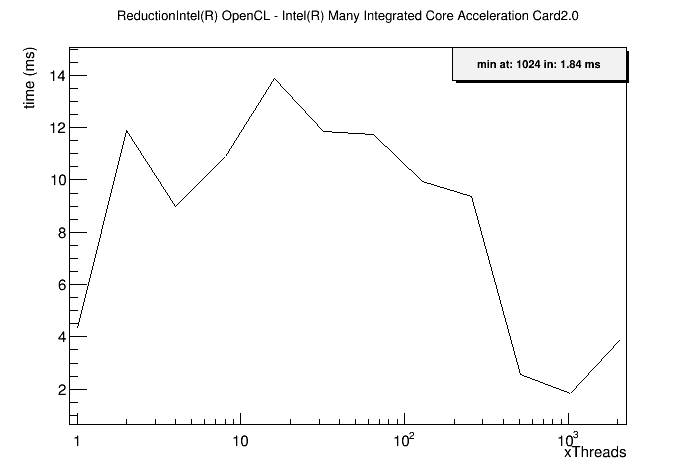 ReductionIntel(R) OpenCL - Intel(R) Many Integrated Core Acceleration Card2.0
min at: 1024 in: 1.84 ms
time (ms)
14
12
10
8
6
4
2
1
10
10²
10³
xThreads